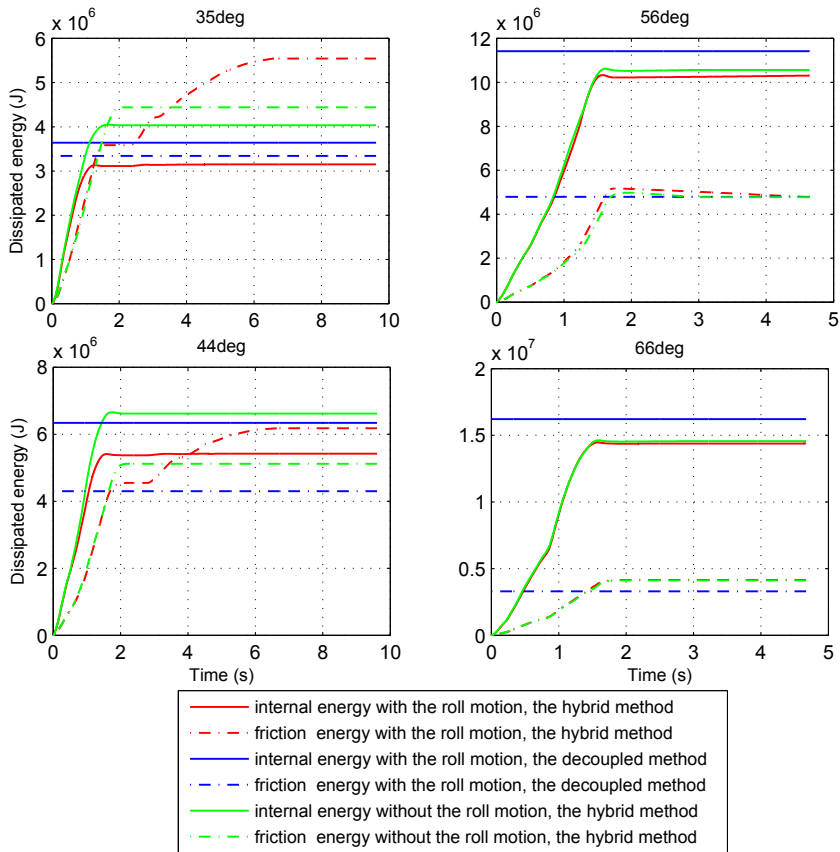 x 10^6
35deg
Dissipated energy (J)
6
5
4
3
2
1
0
0 2 4 6 8 10
x 10^6
56deg
12
10
8
6
4
2
0
0 1 2 3 4 5
x 10^6
44deg
Dissipated energy (J)
8
6
4
2
0
0 2 4 6 8 10
Time (s)
x 10^7
66deg
2
1.5
1
0.5
0
0 1 2 3 4 5
Time (s)
internal energy with the roll motion, the hybrid method
friction energy with the roll motion, the hybrid method
internal energy with the roll motion, the decoupled method
friction energy with the roll motion, the decoupled method
internal energy without the roll motion, the hybrid method
friction energy without the roll motion, the hybrid method